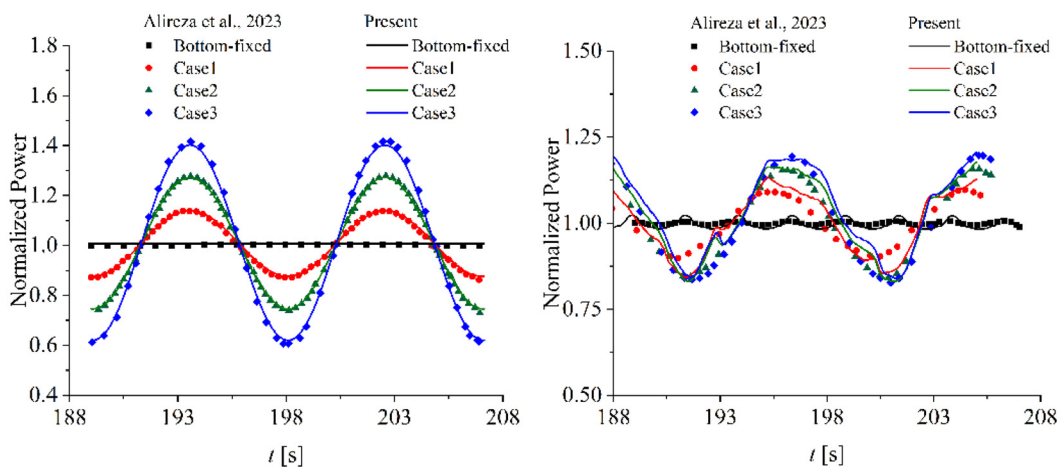 Alireza et al., 2023 Present
Bottom-fixed Bottom-fixed
Case1 Case1
Case2 Case2
Case3 Case3
Normalized Power
1.8
1.6
1.4
1.2
1.0
0.8
0.6
0.4
188 193 198 203 208
t [s]
Alireza et al., 2023 Present
Bottom-fixed Bottom-fixed
Case1 Case1
Case2 Case2
Case3 Case3
Normalized Power
1.50
1.25
1.00
0.75
0.50
188 193 198 203 208
t [s]